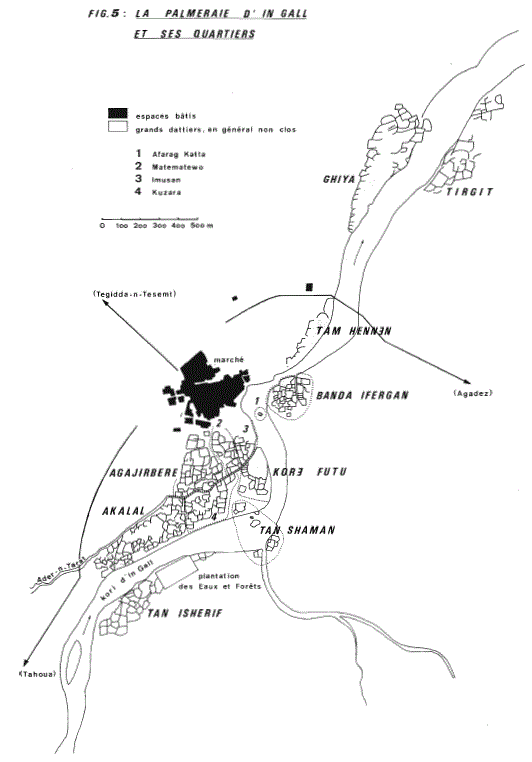 FIG.5 : LA PALMERAIE D' IN GALL
ET SES QUARTIERS
espaces bâtis
grands dattiers, en général non clos
1 Afarag Katta
2 Matematewo
3 Imusan
4 Kuzara
0 100 200 300 400 500 m
GHIYA
TIRGIT
(Tegidda-n-Tesemt)
TAM HENNƎN
marché
(Agadez)
BANDA IFERGAN
1
2
3
AGAJIRBERE
KORƎ FUTU
AKALAL
4
TAN SHAMAN
Ader-n-Tarat
kori d'In Gall
plantation
des Eaux et Forêts
TAN ISHERIF
(Tahoua)